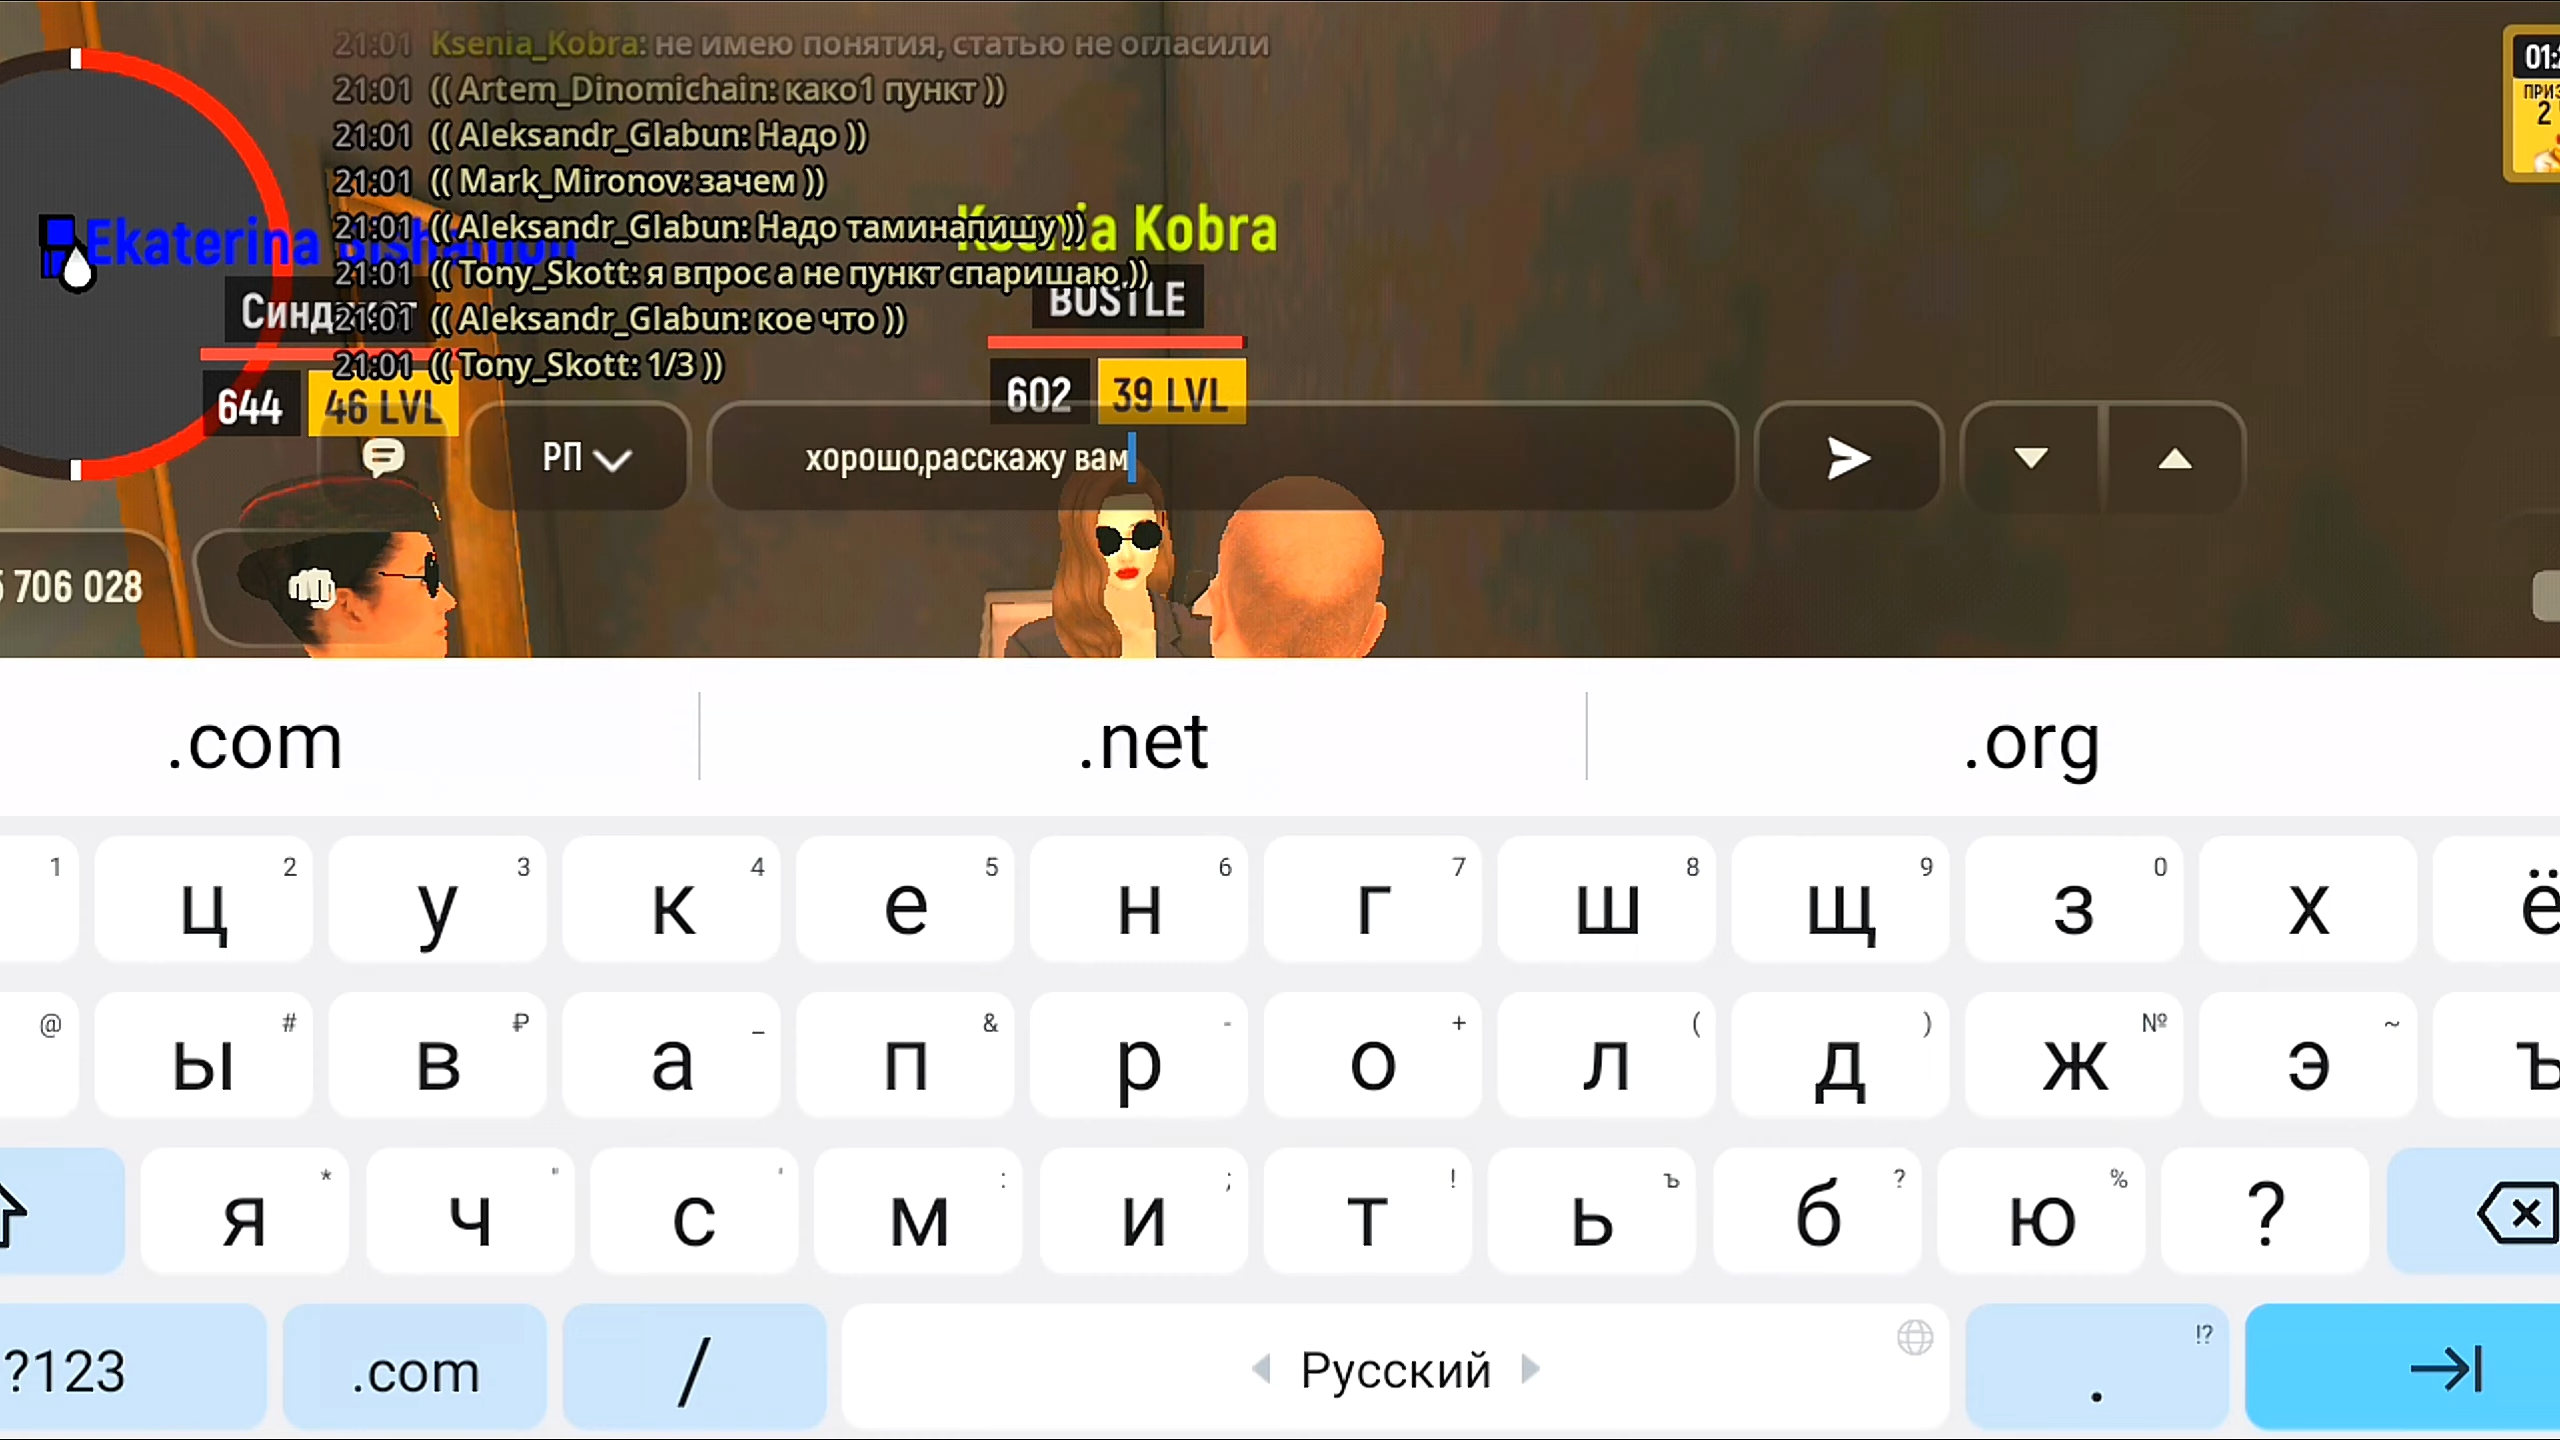 21:01 Ksenia_Kobra: не имею понятия, статью не огласили
21:01 (( Artem_Dinomichain: како1 пункт ))
21:01 (( Aleksandr_Glabun: Надо ))
21:01 (( Mark_Mironov: зачем ))
21:01 (( Aleksandr_Glabun: Надо таминапишу ))
21:01 (( Tony_Skott: я впрос а не пункт спаришаю ))
21:01 (( Aleksandr_Glabun: кое что ))
21:01 (( Tony_Skott: 1/3 ))
Ekaterina
644
46 LVL
Ksenia Kobra
BUSTLE
602
39 LVL
РП
хорошо,расскажу вам
706 028
.com
.net
.org
1 ц 2 у 3 к 4 е 5 н 6 г 7 ш 8 щ 9 з 0 х ё
@ ы # в ₽ а _ п & р - о + л ( д ) ж № э ~ ъ
я * ч " с ' м : и ; т ! ь ъ б ? ю % ?
?123 .com / Русский . !?